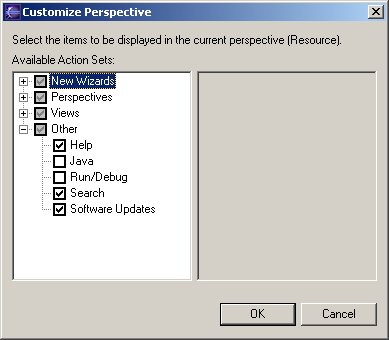 Customize Perspective
Select the items to be displayed in the current perspective (Resource).
Available Action Sets:
New Wizards
Perspectives
Views
Other
Help
Java
Run/Debug
Search
Software Updates
OK
Cancel